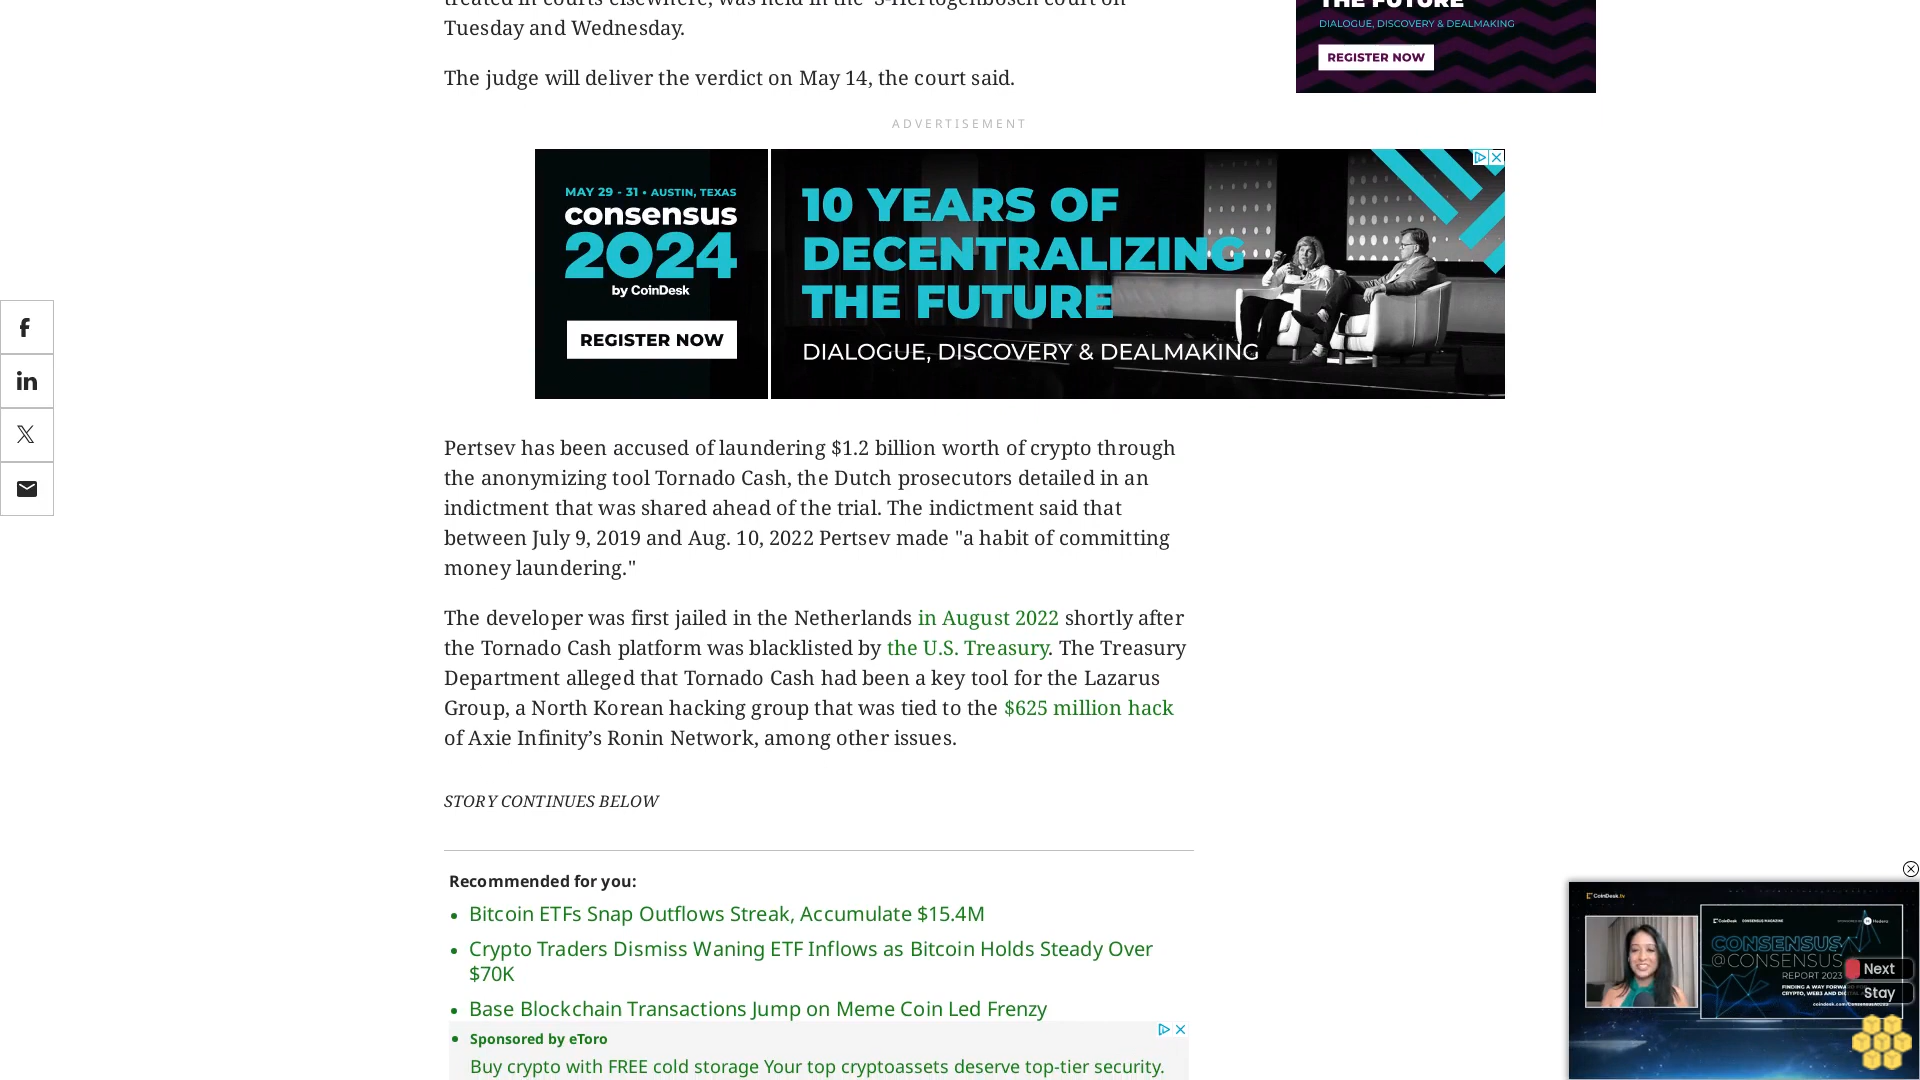 treated in courts elsewhere, was held in the 's-Hertogenbosch court on
Tuesday and Wednesday.
The judge will deliver the verdict on May 14, the court said.
THE FUTURE
DIALOGUE, DISCOVERY & DEALMAKING
REGISTER NOW
ADVERTISEMENT
MAY 29 - 31 • AUSTIN, TEXAS
consensus
2024
by CoinDesk
REGISTER NOW
10 YEARS OF
DECENTRALIZING
THE FUTURE
DIALOGUE, DISCOVERY & DEALMAKING
Pertsev has been accused of laundering $1.2 billion worth of crypto through
the anonymizing tool Tornado Cash, the Dutch prosecutors detailed in an
indictment that was shared ahead of the trial. The indictment said that
between July 9, 2019 and Aug. 10, 2022 Pertsev made "a habit of committing
money laundering."
The developer was first jailed in the Netherlands in August 2022 shortly after
the Tornado Cash platform was blacklisted by the U.S. Treasury. The Treasury
Department alleged that Tornado Cash had been a key tool for the Lazarus
Group, a North Korean hacking group that was tied to the $625 million hack
of Axie Infinity’s Ronin Network, among other issues.
STORY CONTINUES BELOW
Recommended for you:
• Bitcoin ETFs Snap Outflows Streak, Accumulate $15.4M
• Crypto Traders Dismiss Waning ETF Inflows as Bitcoin Holds Steady Over
$70K
• Base Blockchain Transactions Jump on Meme Coin Led Frenzy
• Sponsored by eToro
Buy crypto with FREE cold storage Your top cryptoassets deserve top-tier security.
CoinDesk.tv
CoinDesk CONSENSUS MAGAZINE
Hedera
CONSENSUS
@CONSENSUS
REPORT 2023
FINDING A WAY
CRYPTO, WEB3 AND
Next
Stay